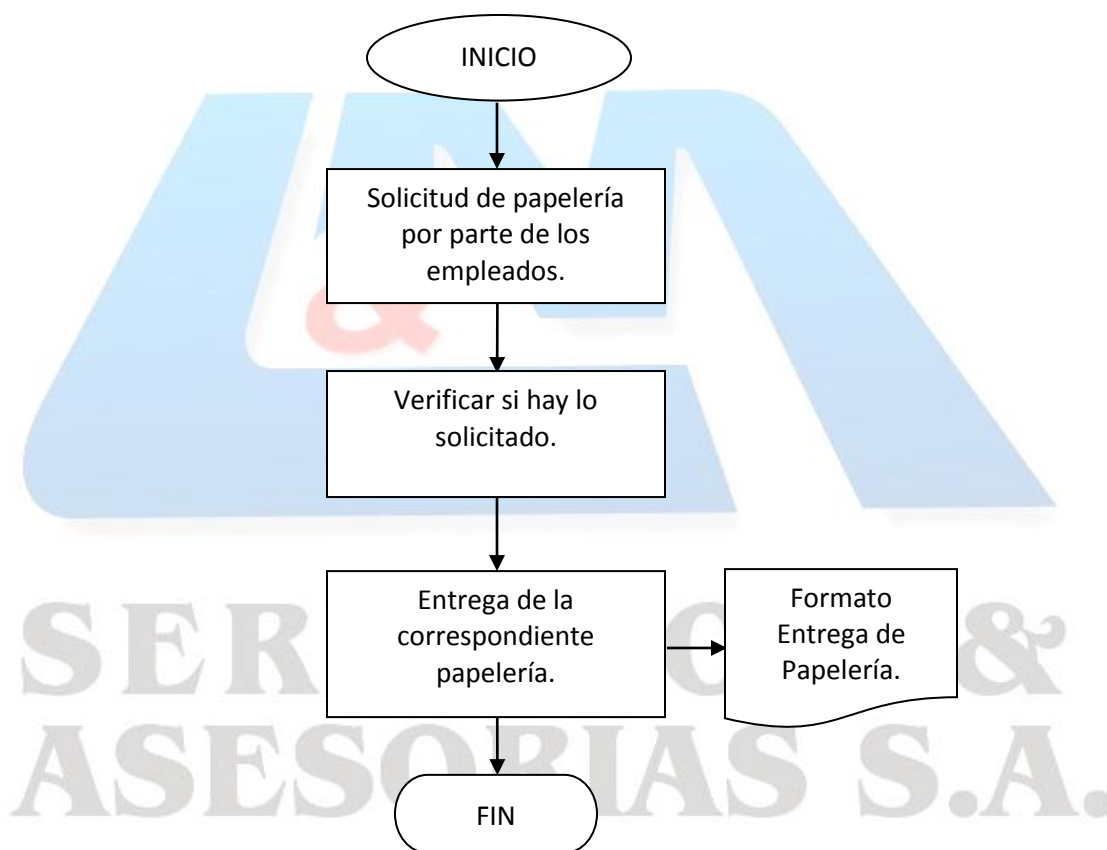 INICIO
Solicitud de papelería
por parte de los
empleados.
&
Verificar si hay lo
solicitado.
Entrega de la
correspondiente
papelería.
Formato
Entrega de
Papelería.
&
ASESORIAS S.A.
FIN